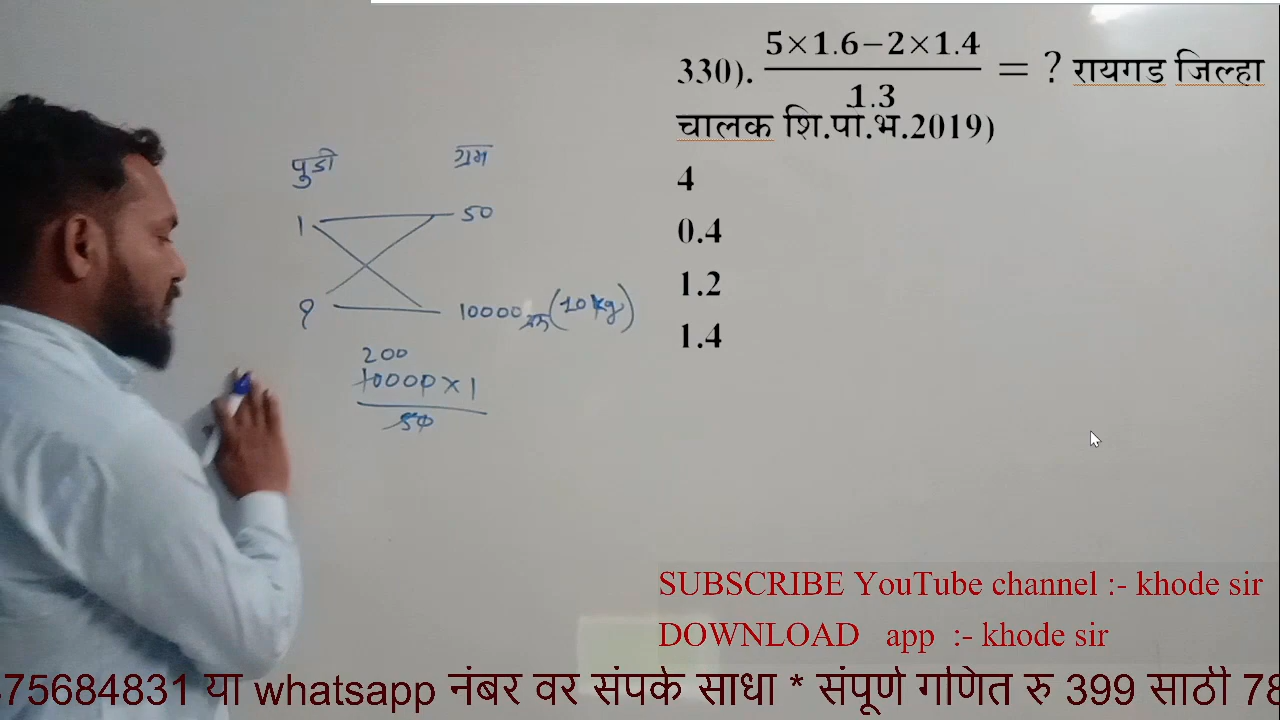 330). 5×1.6−2×1.4 / 1.3 = ? रायगड जिल्हा
चालक शि.पो.भ.2019)
4
0.4
1.2
1.4
पुडी ग्रम
1 50
? 10000 (10 kg)
200
10000 × 1
50
SUBSCRIBE YouTube channel :- khode sir
DOWNLOAD app :- khode sir
75684831 या whatsapp नंबर वर संपर्क साधा * संपूर्ण गणित रु 399 साठी 78